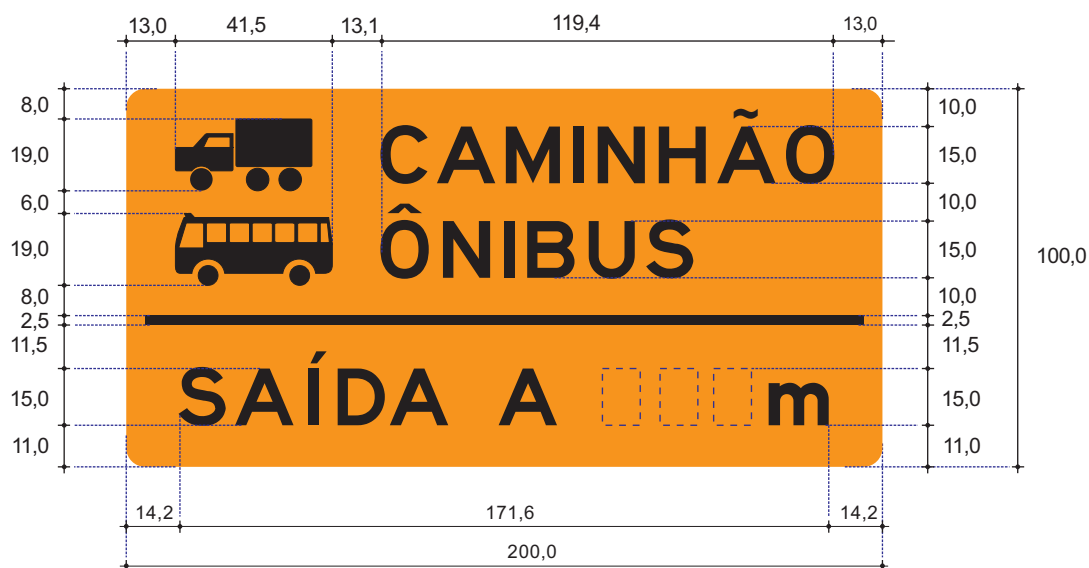 13,0 41,5 13,1 119,4 13,0
8,0 10,0
19,0 CAMINHÃO 15,0
6,0 10,0
19,0 ÔNIBUS 15,0 100,0
8,0 10,0
2,5 2,5
11,5 11,5
15,0 SAÍDA A m 15,0
11,0 11,0
14,2 171,6 14,2
200,0